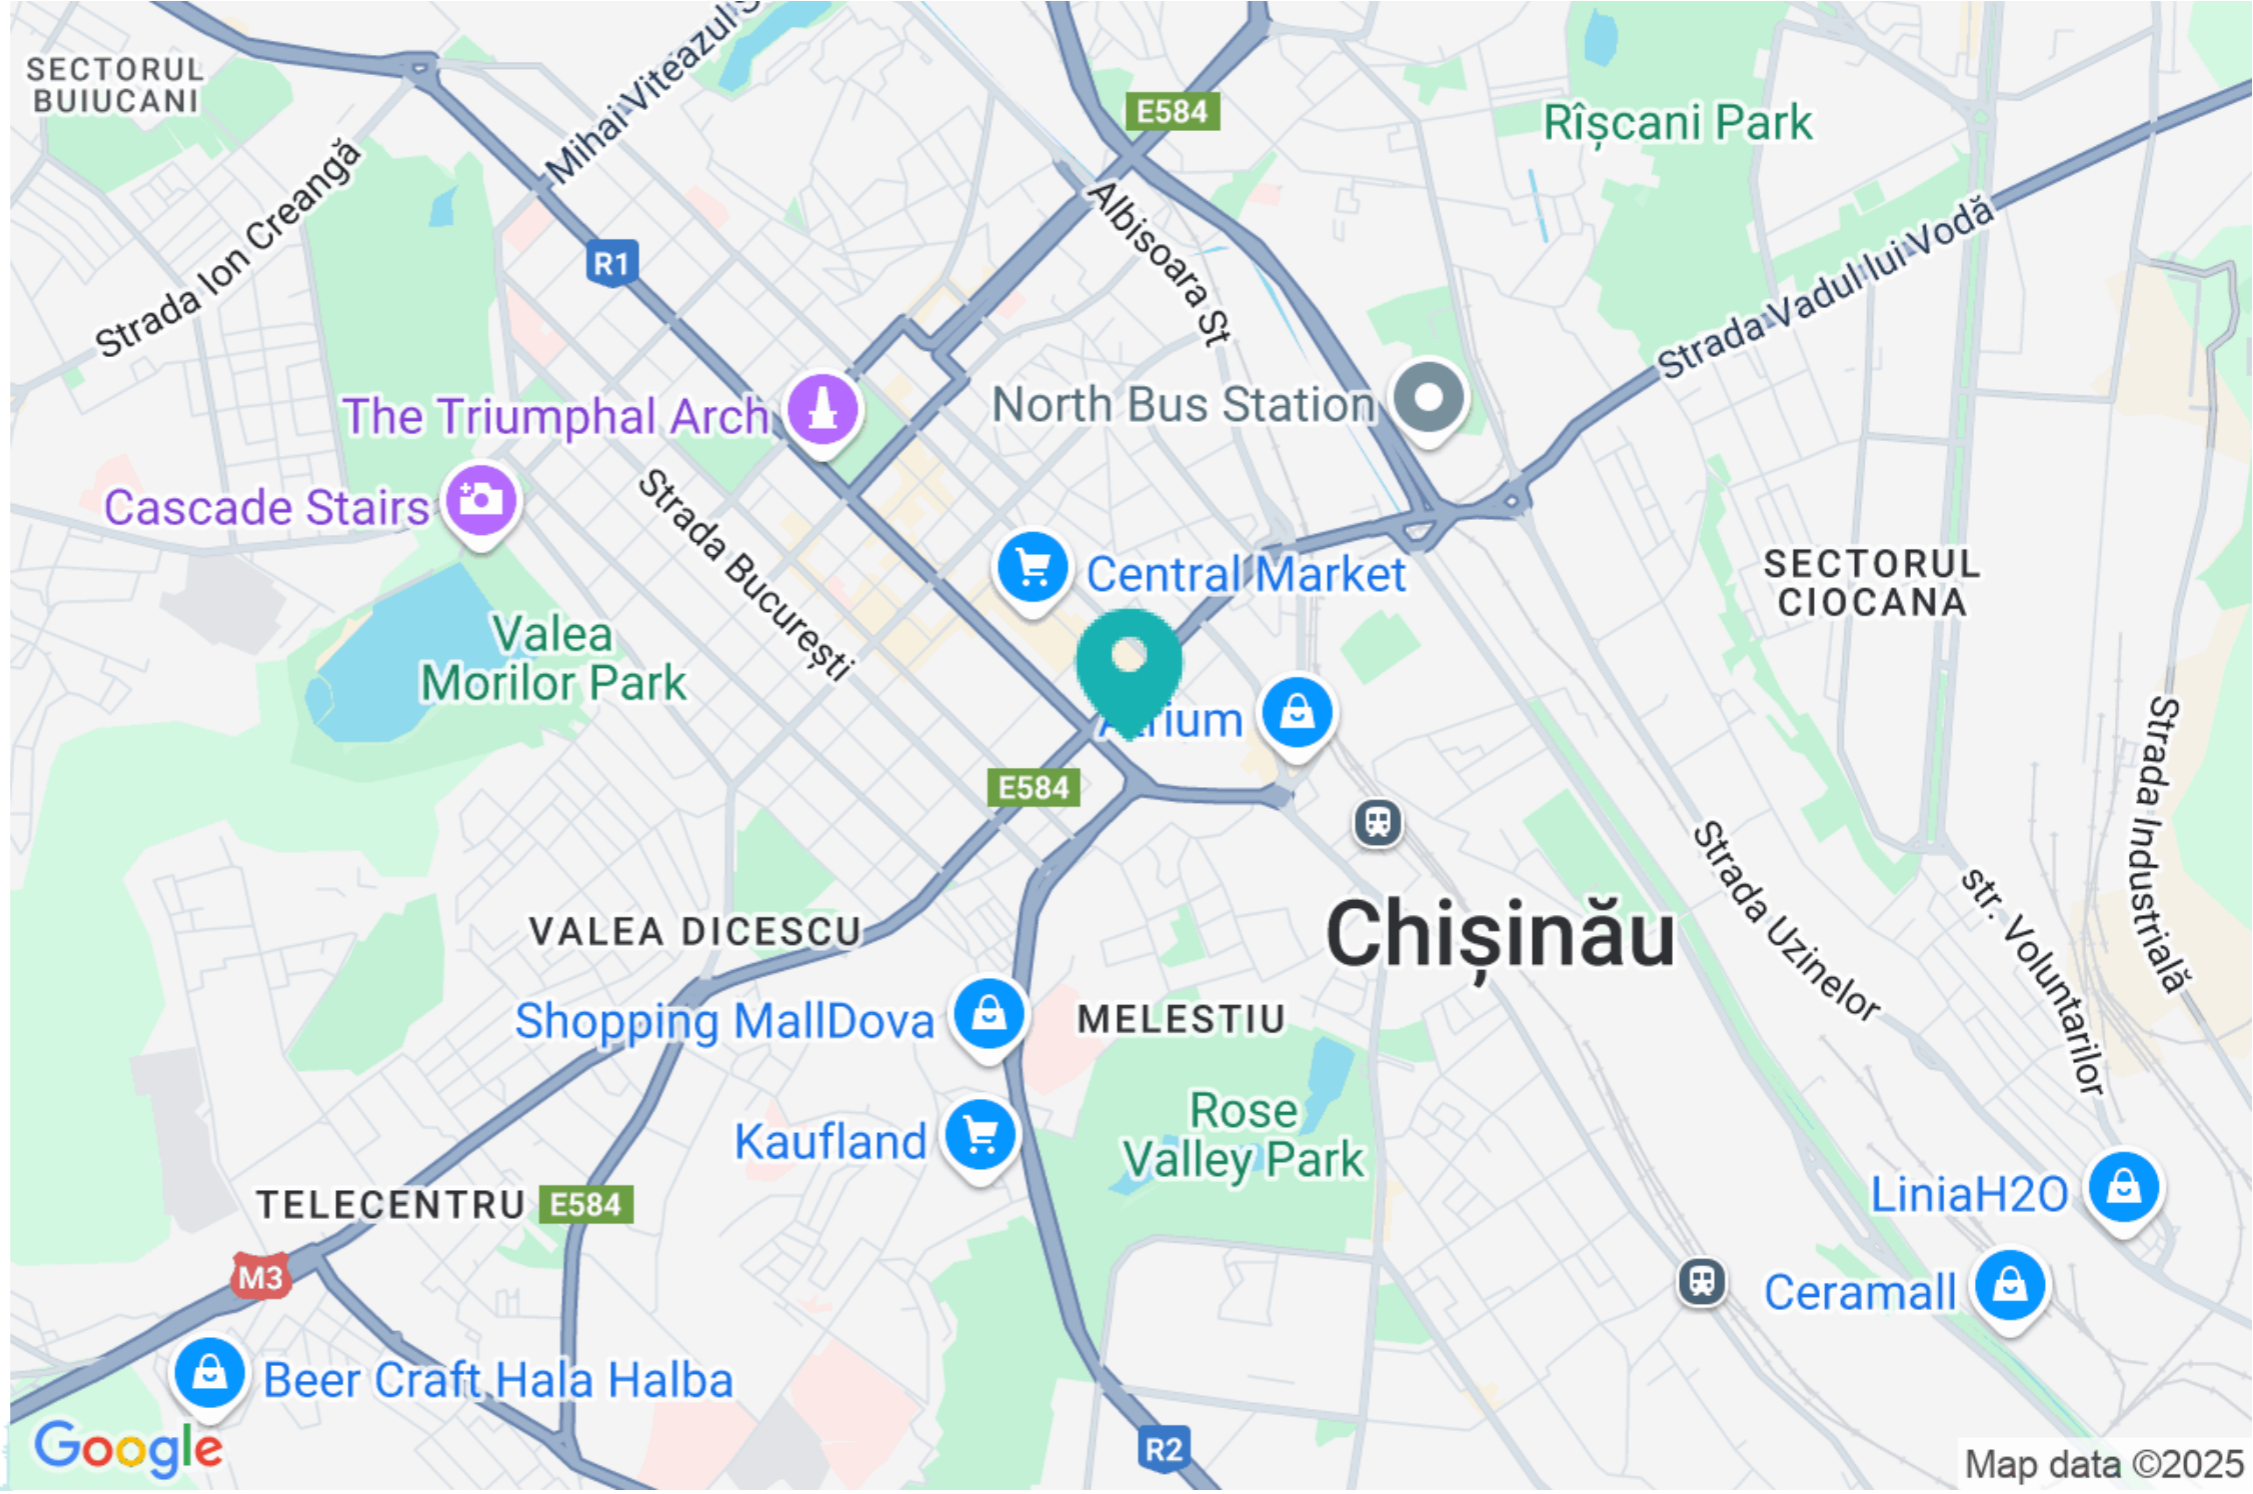 SECTORUL
BUIUCANI
Mihai Viteazul
E584
Rîșcani Park
Strada Ion Creangă
R1
Albisoara St
Strada Vadul lui Vodă
The Triumphal Arch
North Bus Station
Cascade Stairs
Strada București
Central Market
SECTORUL
CIOCANA
Valea
Morilor Park
Atrium
E584
Strada Industrială
Strada Uzinelor
str. Voluntarilor
VALEA DICESCU
Chișinău
Shopping MallDova
MELESTIU
Rose
Valley Park
Kaufland
TELECENTRU
E584
LiniaH2O
M3
Ceramall
Beer Craft Hala Halba
Google
R2
Map data ©2025